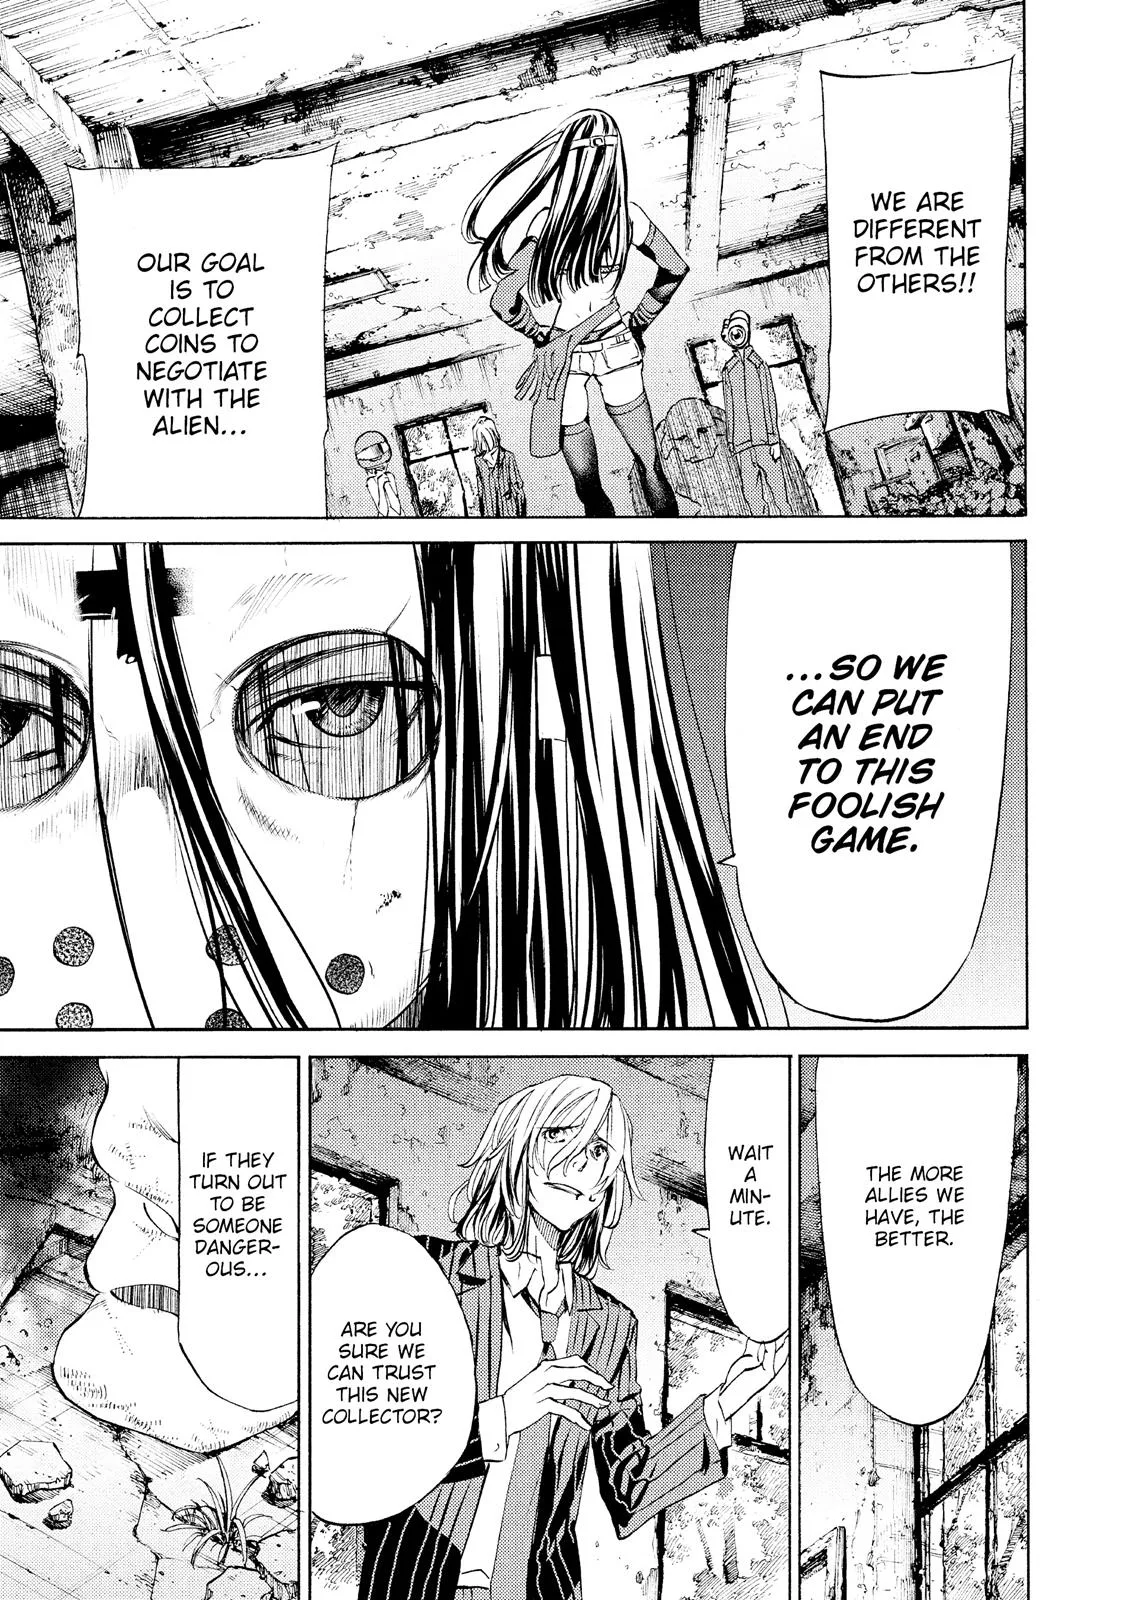 WE ARE
DIFFERENT
FROM THE
OTHERS!!
OUR GOAL
IS TO
COLLECT
COINS TO
NEGOTIATE
WITH THE
ALIEN...
...SO WE
CAN PUT
AN END
TO THIS
FOOLISH
GAME.
THE MORE
ALLIES WE
HAVE, THE
BETTER.
WAIT
A
MIN-
UTE.
ARE YOU
SURE WE
CAN TRUST
THIS NEW
COLLECTOR?
IF THEY
TURN OUT
TO BE
SOMEONE
DANGER-
OUS...